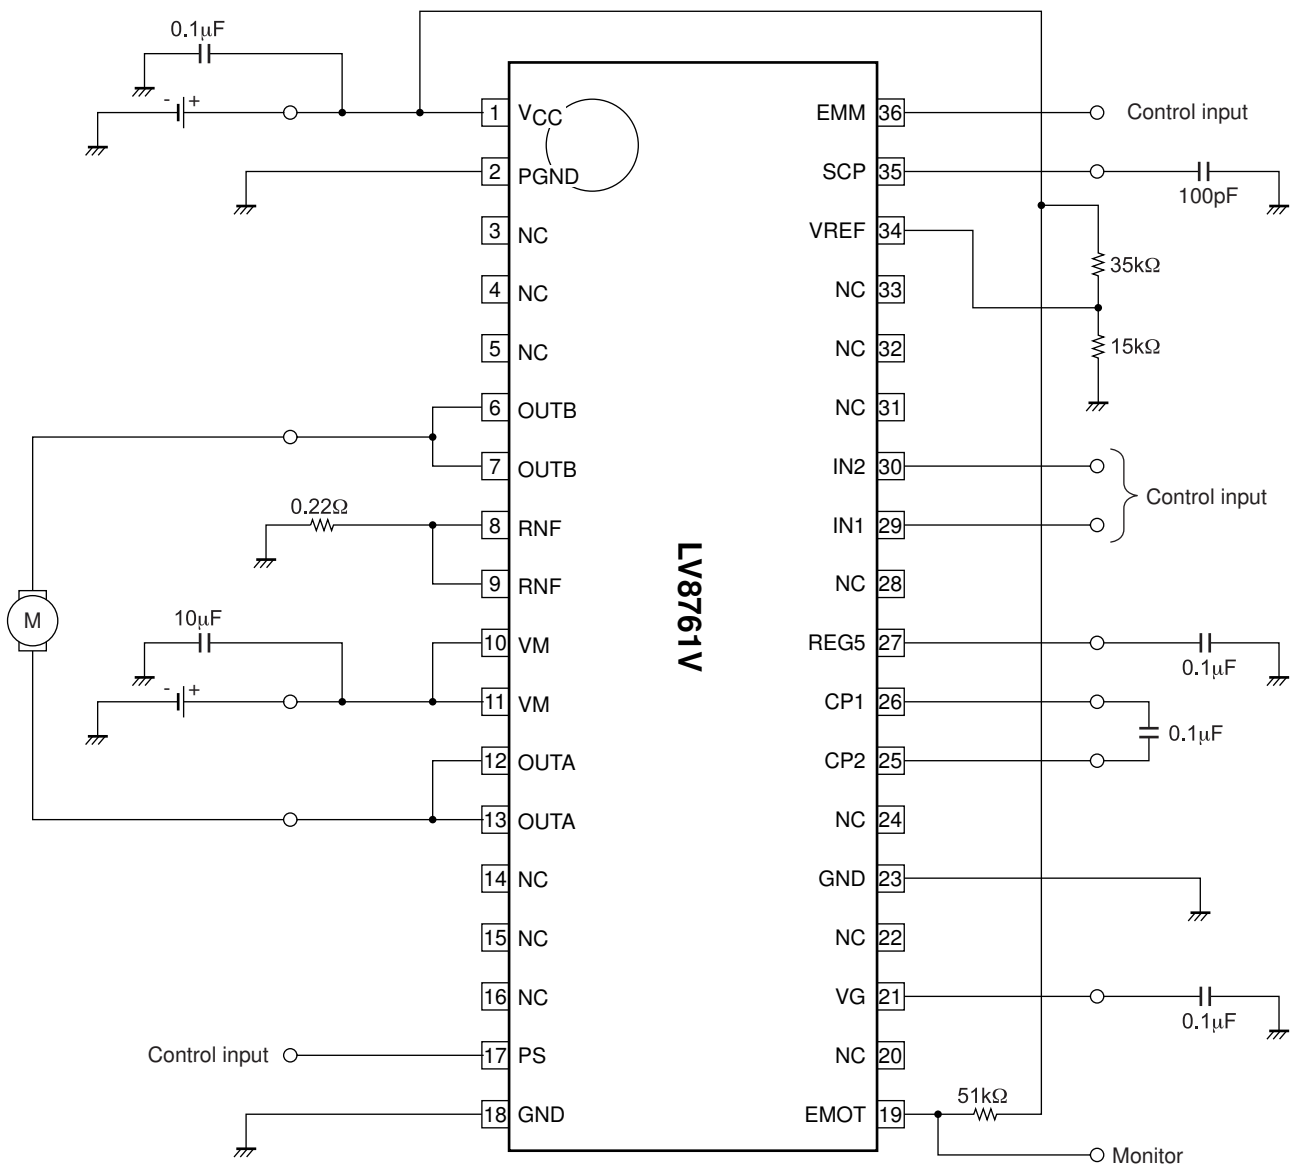 0.1μF
- +
1 VCC
2 PGND
3 NC
4 NC
5 NC
6 OUTB
7 OUTB
0.22Ω
8 RNF
9 RNF
M
10μF
10 VM
- +
11 VM
12 OUTA
13 OUTA
14 NC
15 NC
16 NC
Control input
17 PS
18 GND
LV8761V
EMM 36
Control input
SCP 35
100pF
VREF 34
35kΩ
NC 33
15kΩ
NC 32
NC 31
IN2 30
Control input
IN1 29
NC 28
REG5 27
0.1μF
CP1 26
0.1μF
CP2 25
NC 24
GND 23
NC 22
VG 21
0.1μF
NC 20
51kΩ
EMOT 19
Monitor